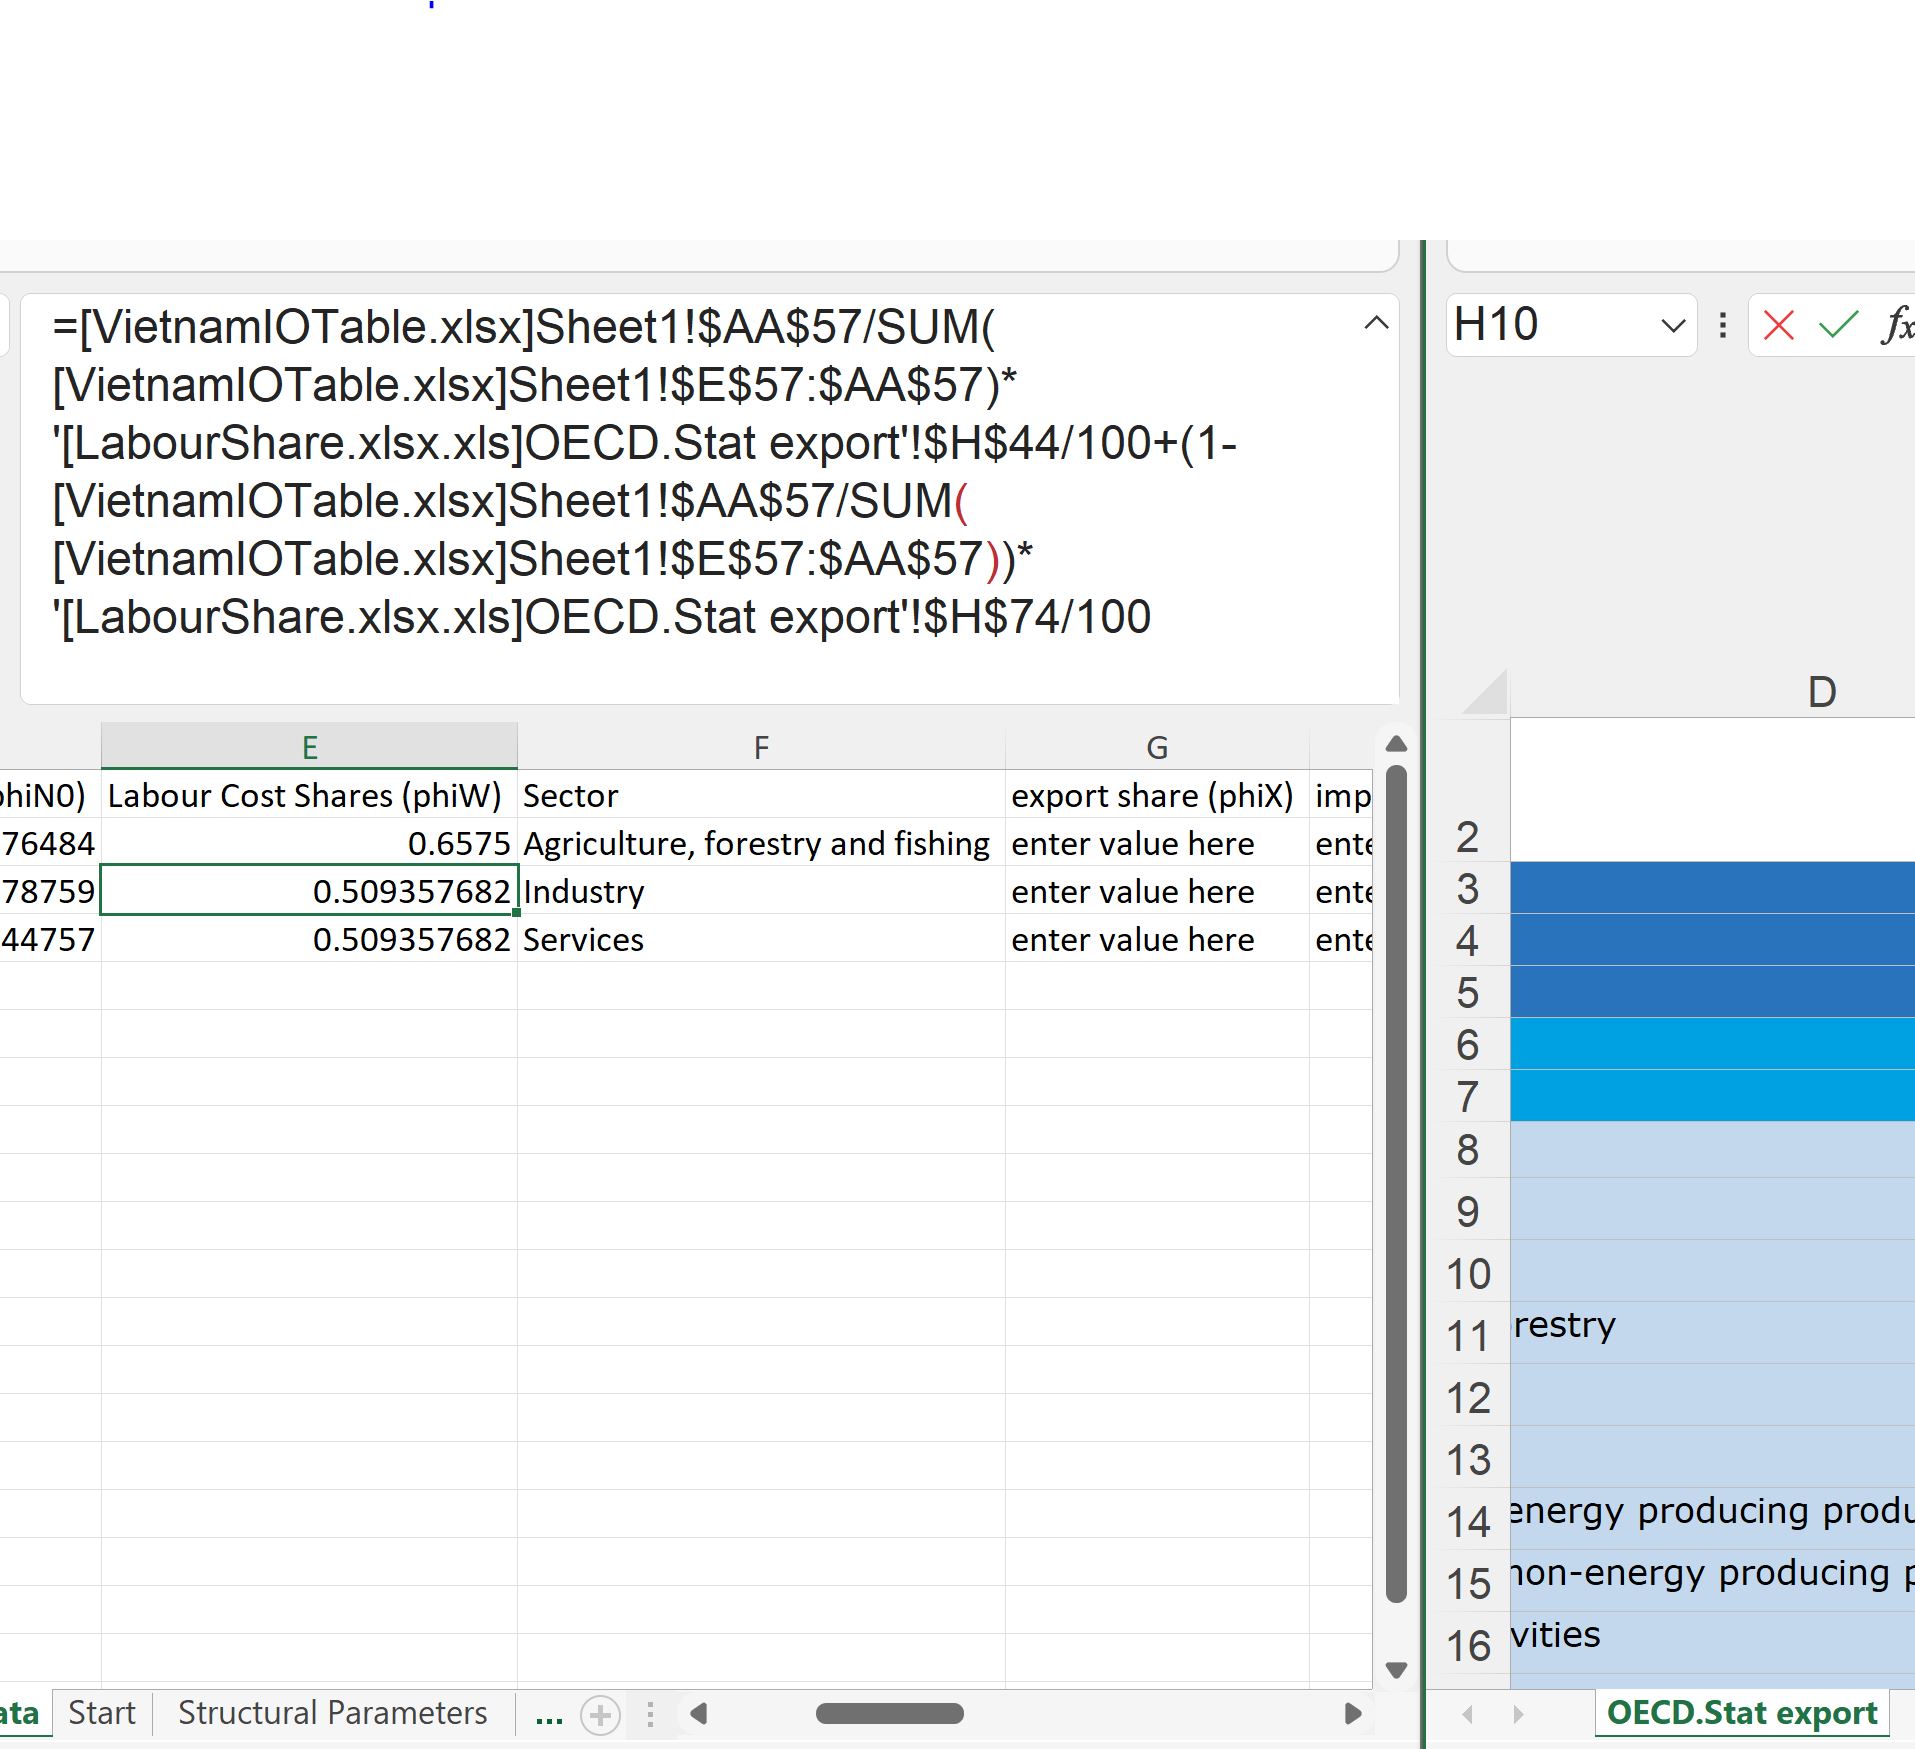 =[VietnamIOTable.xlsx]Sheet1!$AA$57/SUM(
[VietnamIOTable.xlsx]Sheet1!$E$57:$AA$57)*
'[LabourShare.xlsx.xls]OECD.Stat export'!$H$44/100+(1-
[VietnamIOTable.xlsx]Sheet1!$AA$57/SUM(
[VietnamIOTable.xlsx]Sheet1!$E$57:$AA$57))*
'[LabourShare.xlsx.xls]OECD.Stat export'!$H$74/100
E F G
phiN0) Labour Cost Shares (phiW) Sector export share (phiX) imp
76484 0.6575 Agriculture, forestry and fishing enter value here ente
78759 0.509357682 Industry enter value here ente
44757 0.509357682 Services enter value here ente
ata Start Structural Parameters ...
H10 fx
D
2
3
4
5
6
7
8
9
10
11 restry
12
13
14 energy producing produ
15 non-energy producing p
16 vities
OECD.Stat export